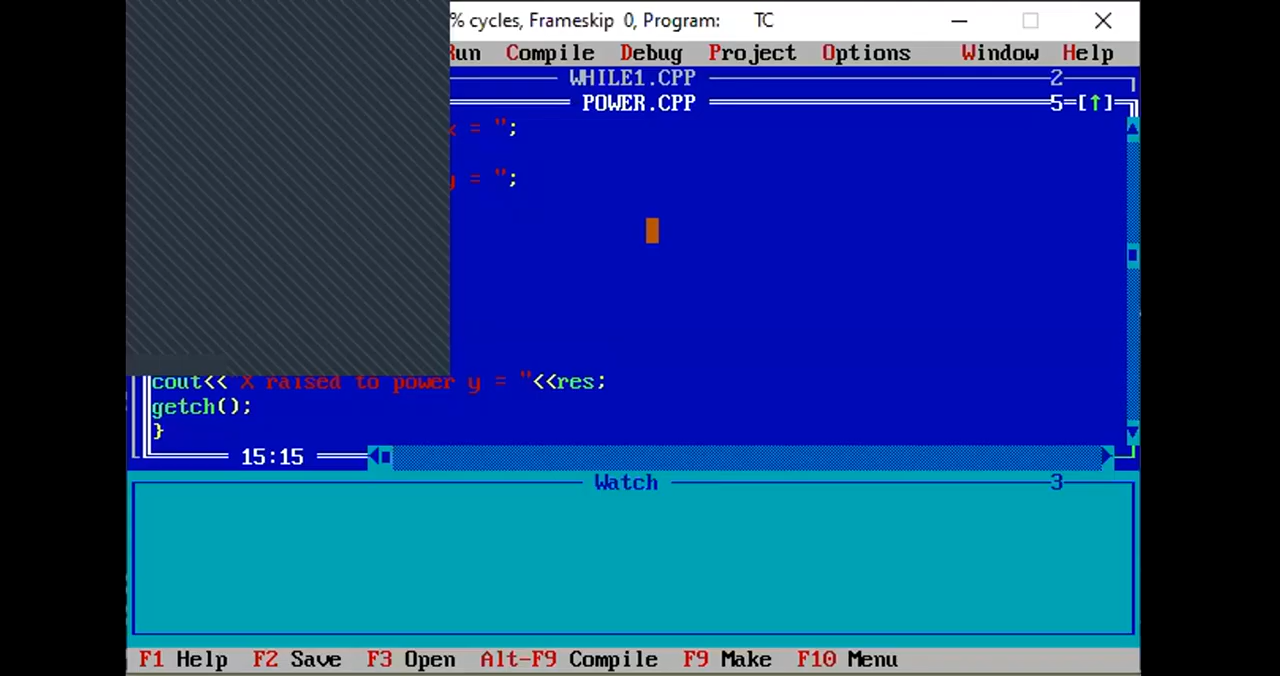 % cycles, Frameskip 0, Program: TC
Compile Debug Project Options Window Help
WHILE1.CPP 2
POWER.CPP 5=[↑]
= ";
y = ";
cout<<"X raised to power y = "<<res;
getch();
}
15:15
Watch 3
F1 Help F2 Save F3 Open Alt-F9 Compile F9 Make F10 Menu